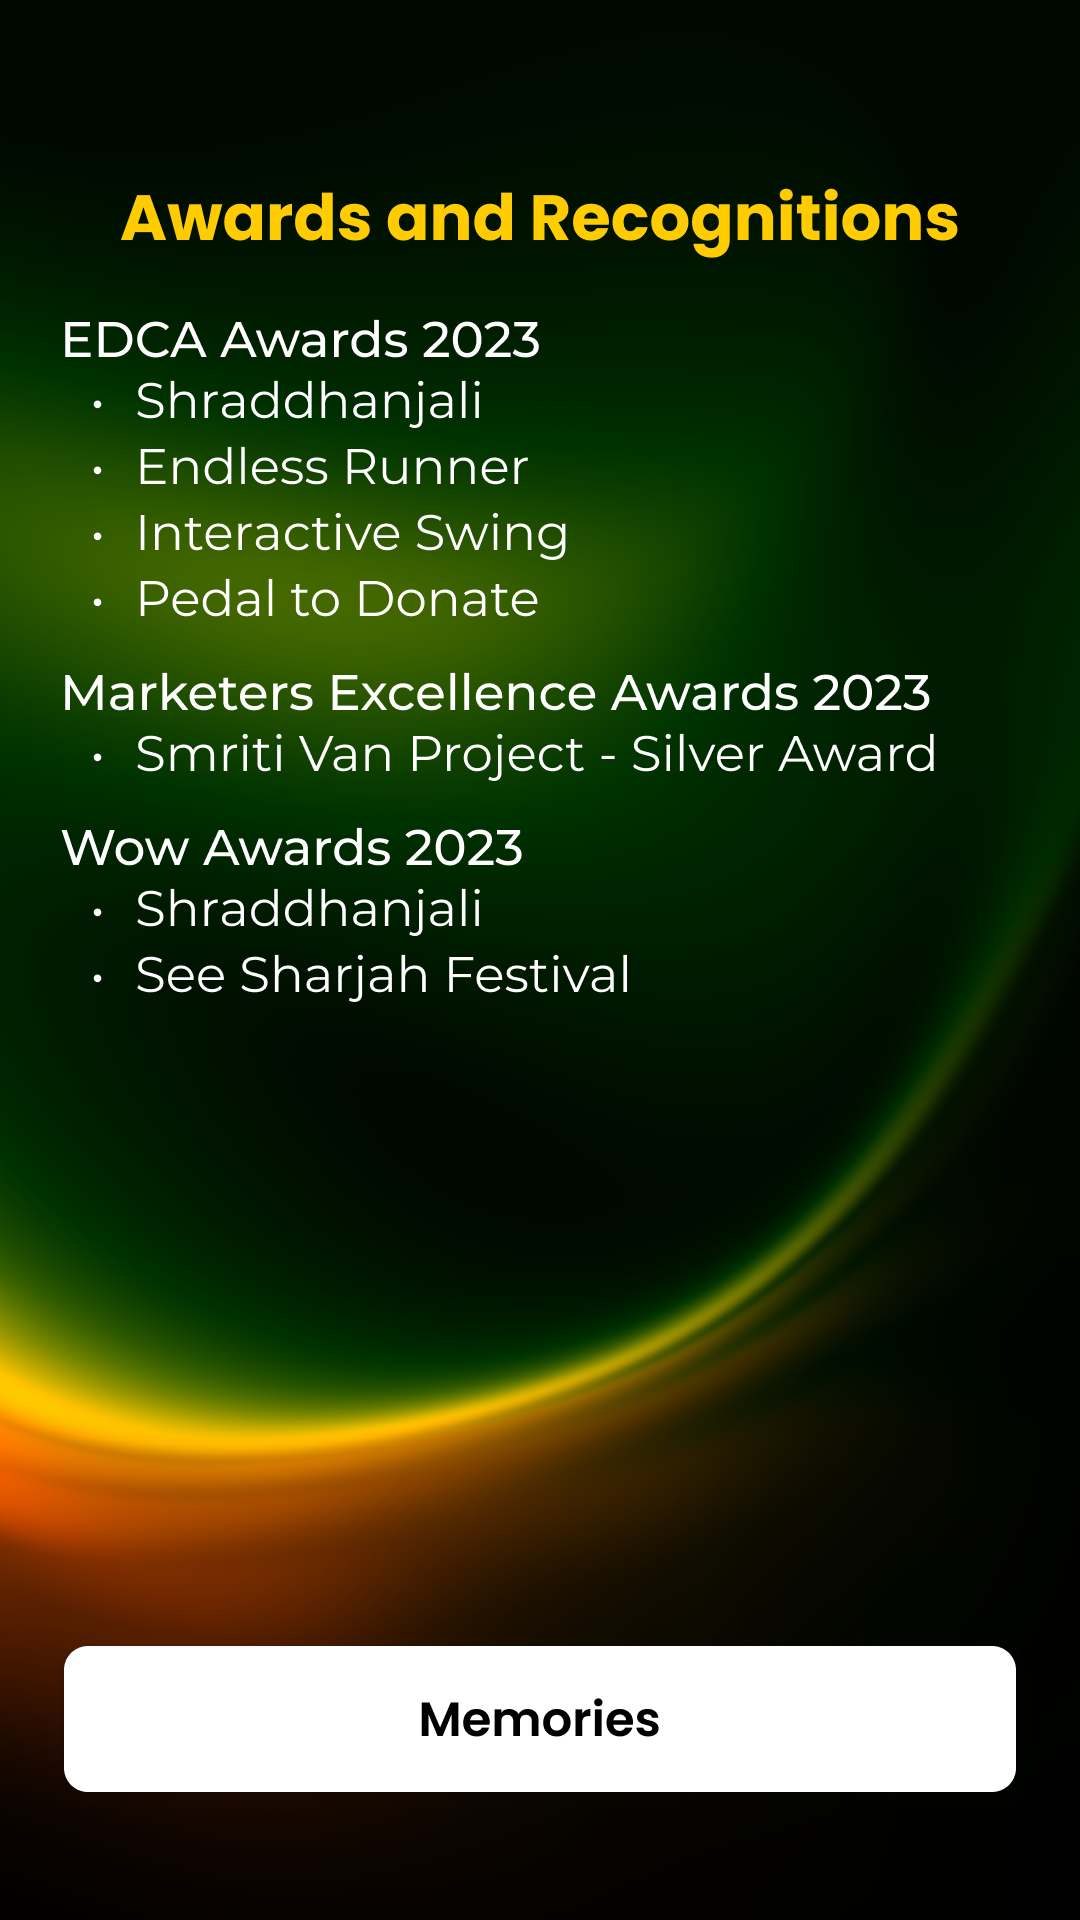 Awards and Recognitions
EDCA Awards 2023
• Shraddhanjali
• Endless Runner
• Interactive Swing
• Pedal to Donate
Marketers Excellence Awards 2023
• Smriti Van Project - Silver Award
Wow Awards 2023
• Shraddhanjali
• See Sharjah Festival
Memories